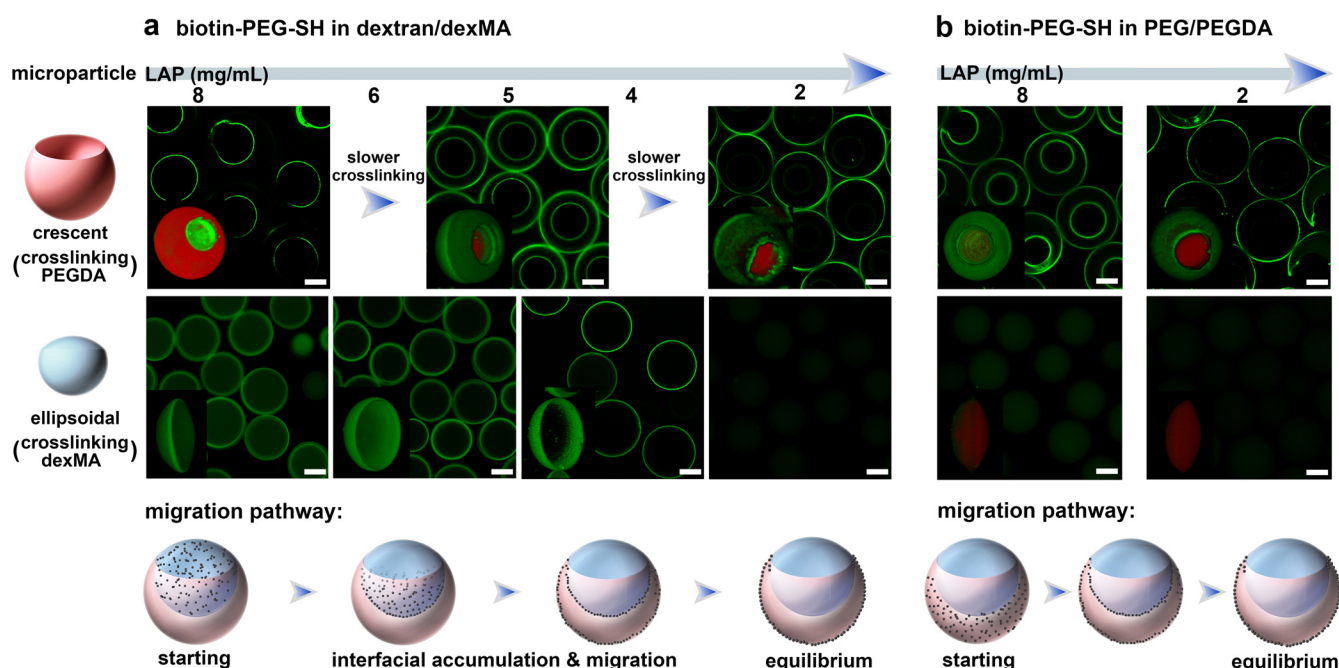 a biotin-PEG-SH in dextran/dexMA
b biotin-PEG-SH in PEG/PEGDA
microparticle
LAP (mg/mL)
8
6
5
4
2
LAP (mg/mL)
8
2
crescent
(crosslinking
PEGDA)
slower
crosslinking
slower
crosslinking
ellipsoidal
(crosslinking
dexMA)
migration pathway:
starting
interfacial accumulation & migration
equilibrium
migration pathway:
starting
equilibrium